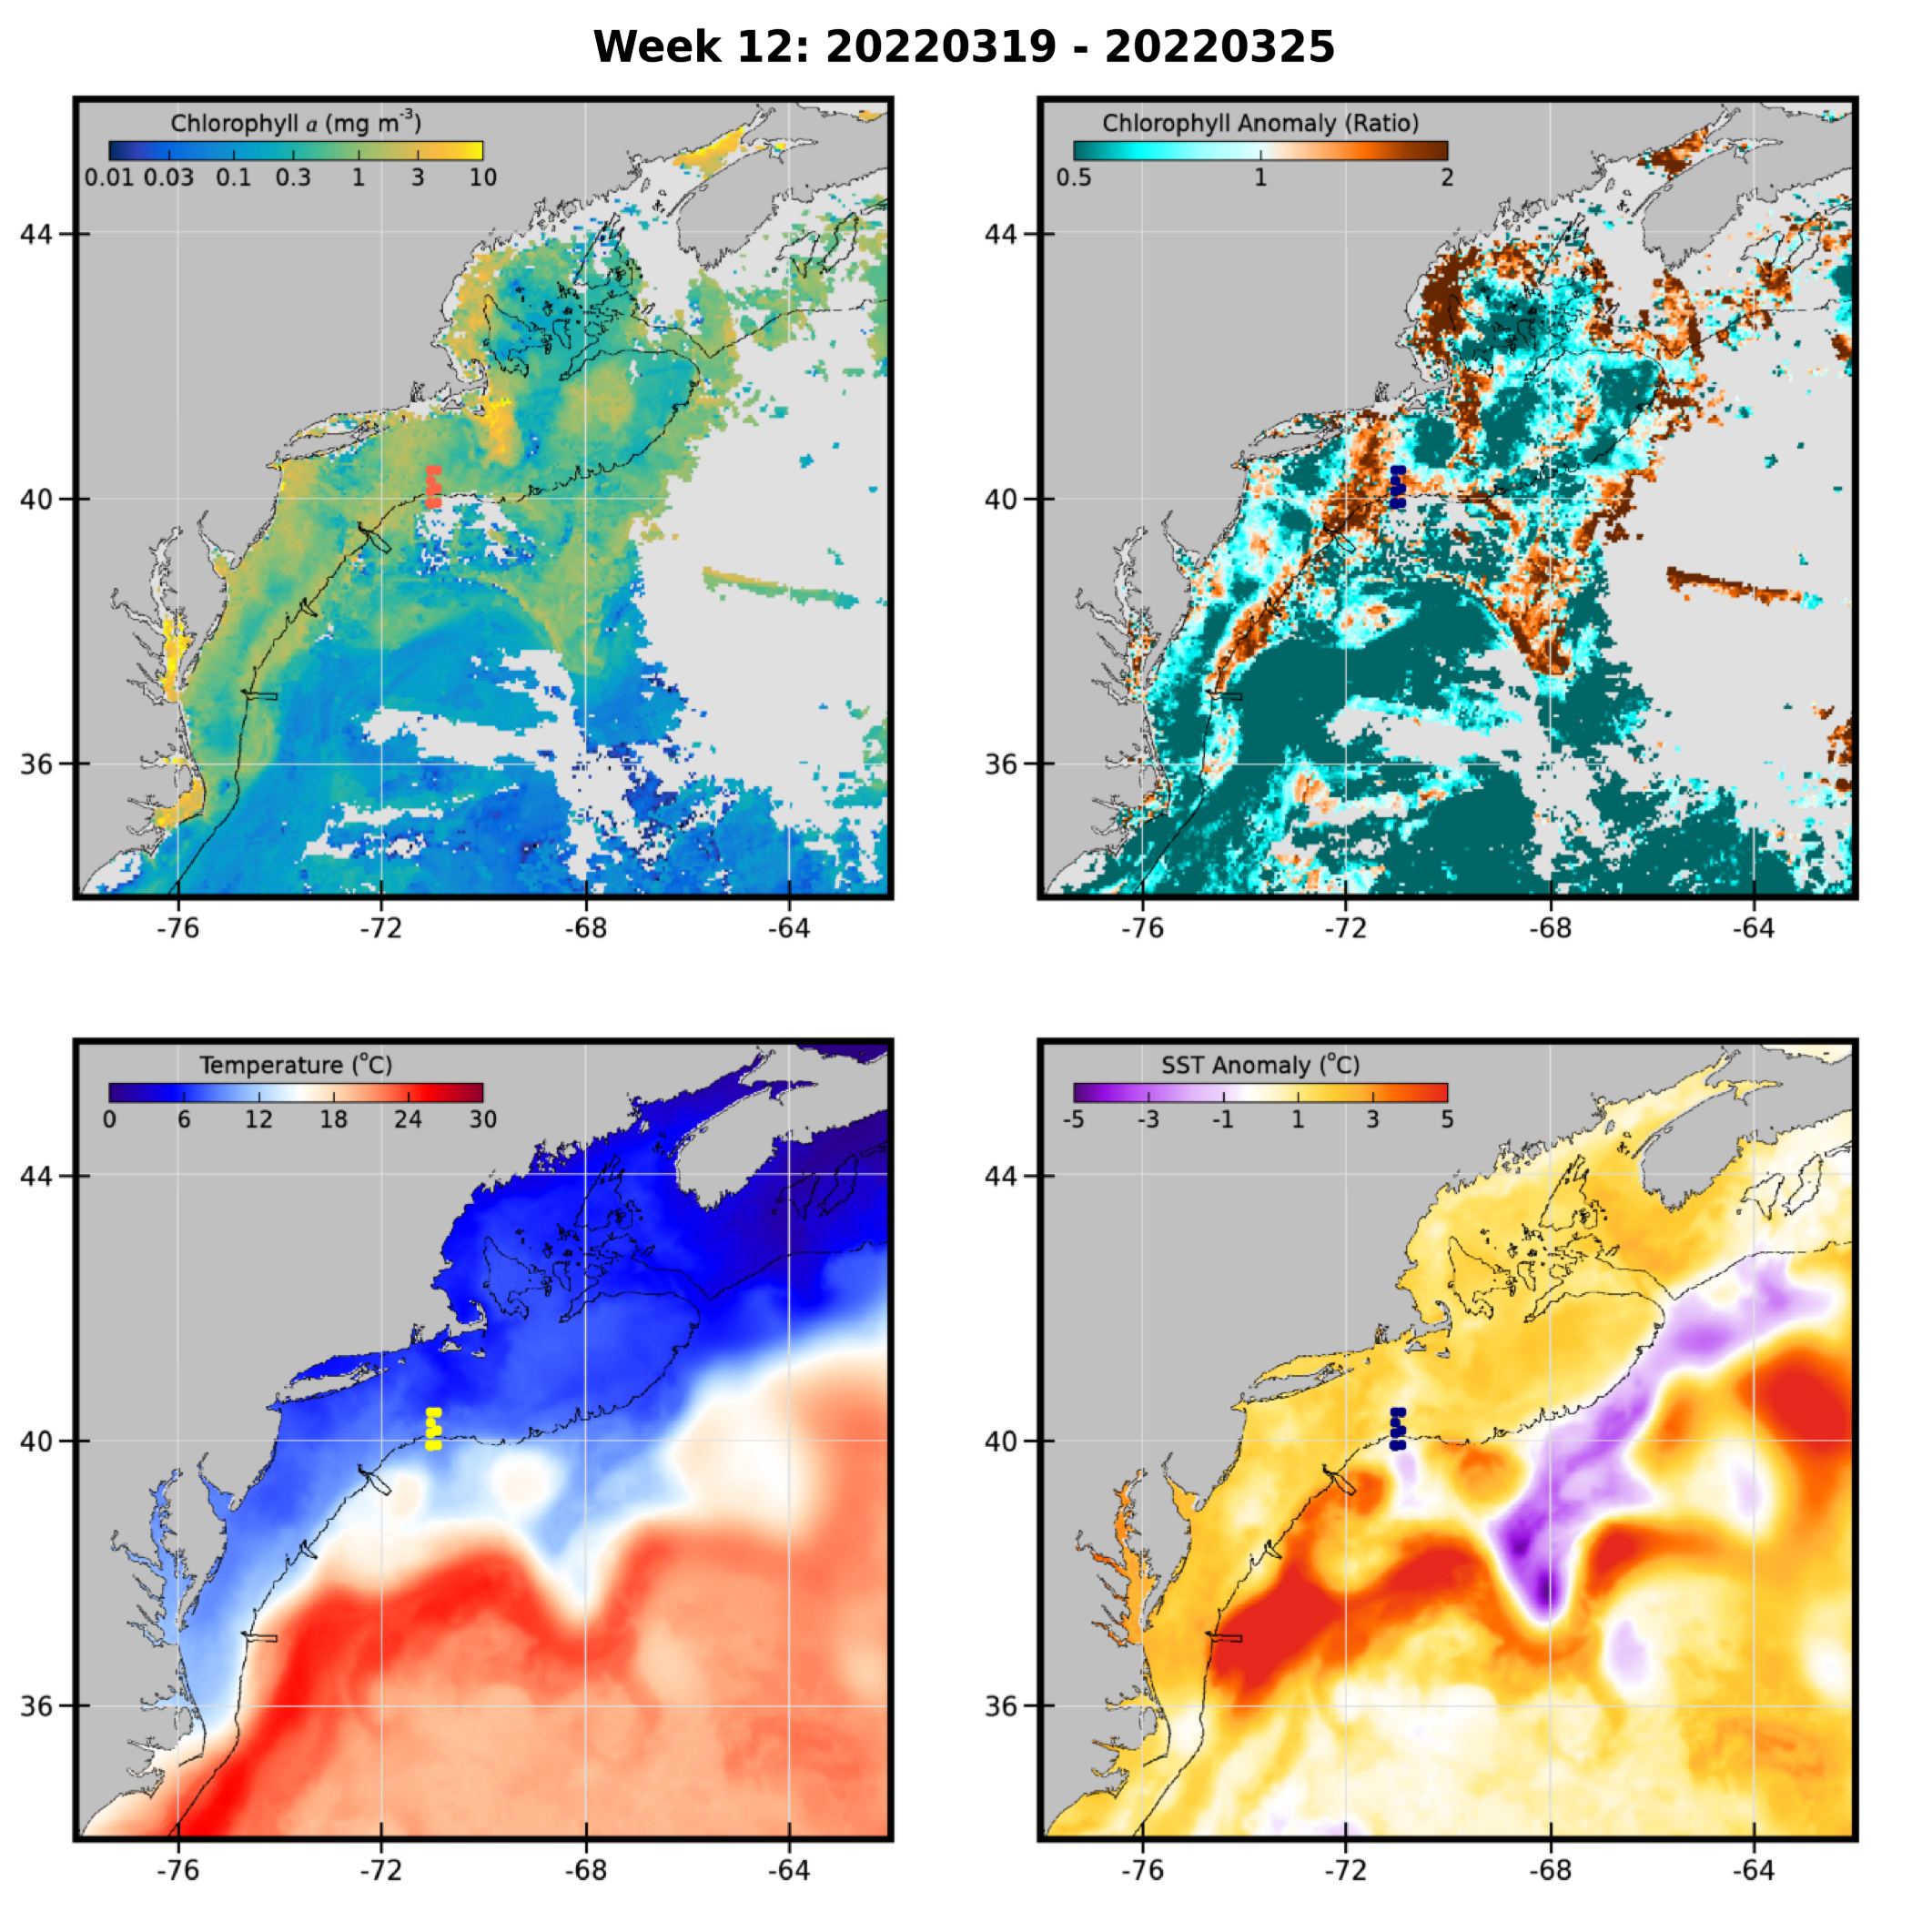 Week 12: 20220319 - 20220325
Chlorophyll a (mg m-3)
0.01 0.03 0.1 0.3 1 3 10
44
40
36
-76 -72 -68 -64
Chlorophyll Anomaly (Ratio)
0.5 1 2
44
40
36
-76 -72 -68 -64
Temperature (oC)
0 6 12 18 24 30
44
40
36
-76 -72 -68 -64
SST Anomaly (oC)
-5 -3 -1 1 3 5
44
40
36
-76 -72 -68 -64